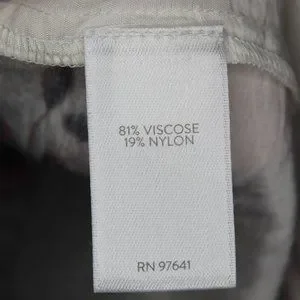 81% VISCOSE
19% NYLON
RN 97641